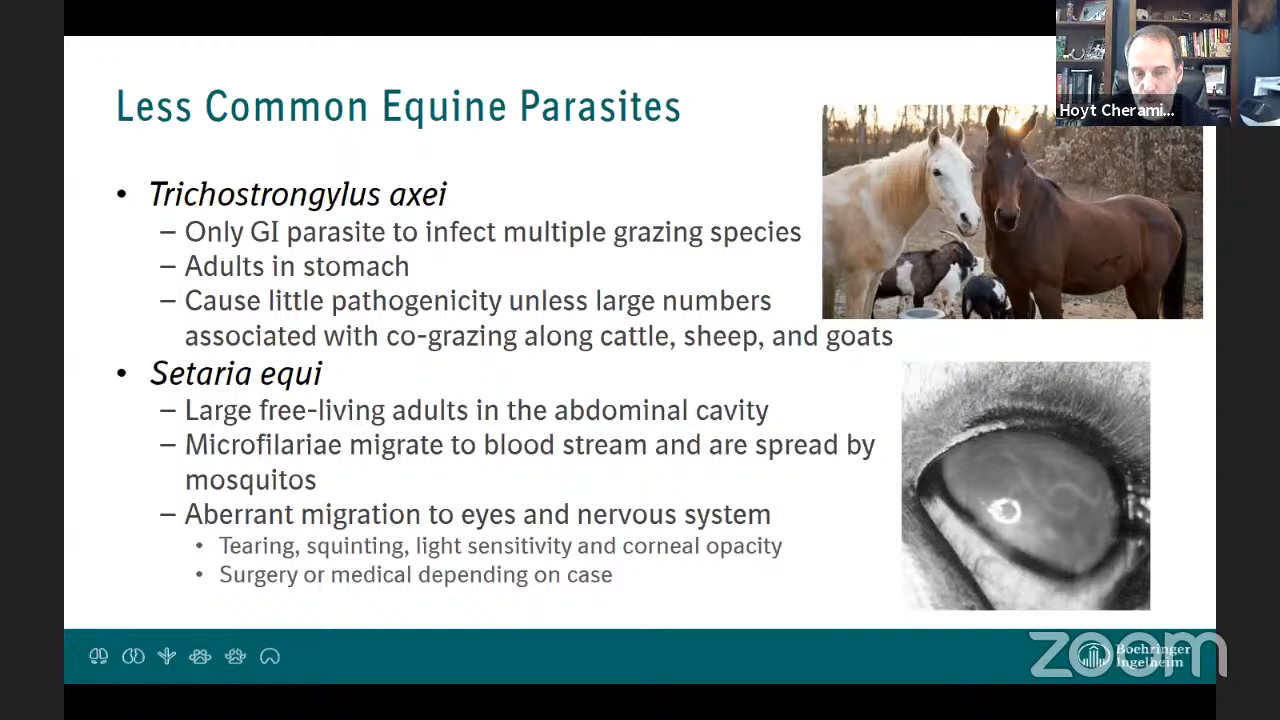 Less Common Equine Parasites
Hoyt Cherami...
• Trichostrongylus axei
– Only GI parasite to infect multiple grazing species
– Adults in stomach
– Cause little pathogenicity unless large numbers
associated with co-grazing along cattle, sheep, and goats
• Setaria equi
– Large free-living adults in the abdominal cavity
– Microfilariae migrate to blood stream and are spread by
mosquitos
– Aberrant migration to eyes and nervous system
• Tearing, squinting, light sensitivity and corneal opacity
• Surgery or medical depending on case
zoom
Boehringer
Ingelheim